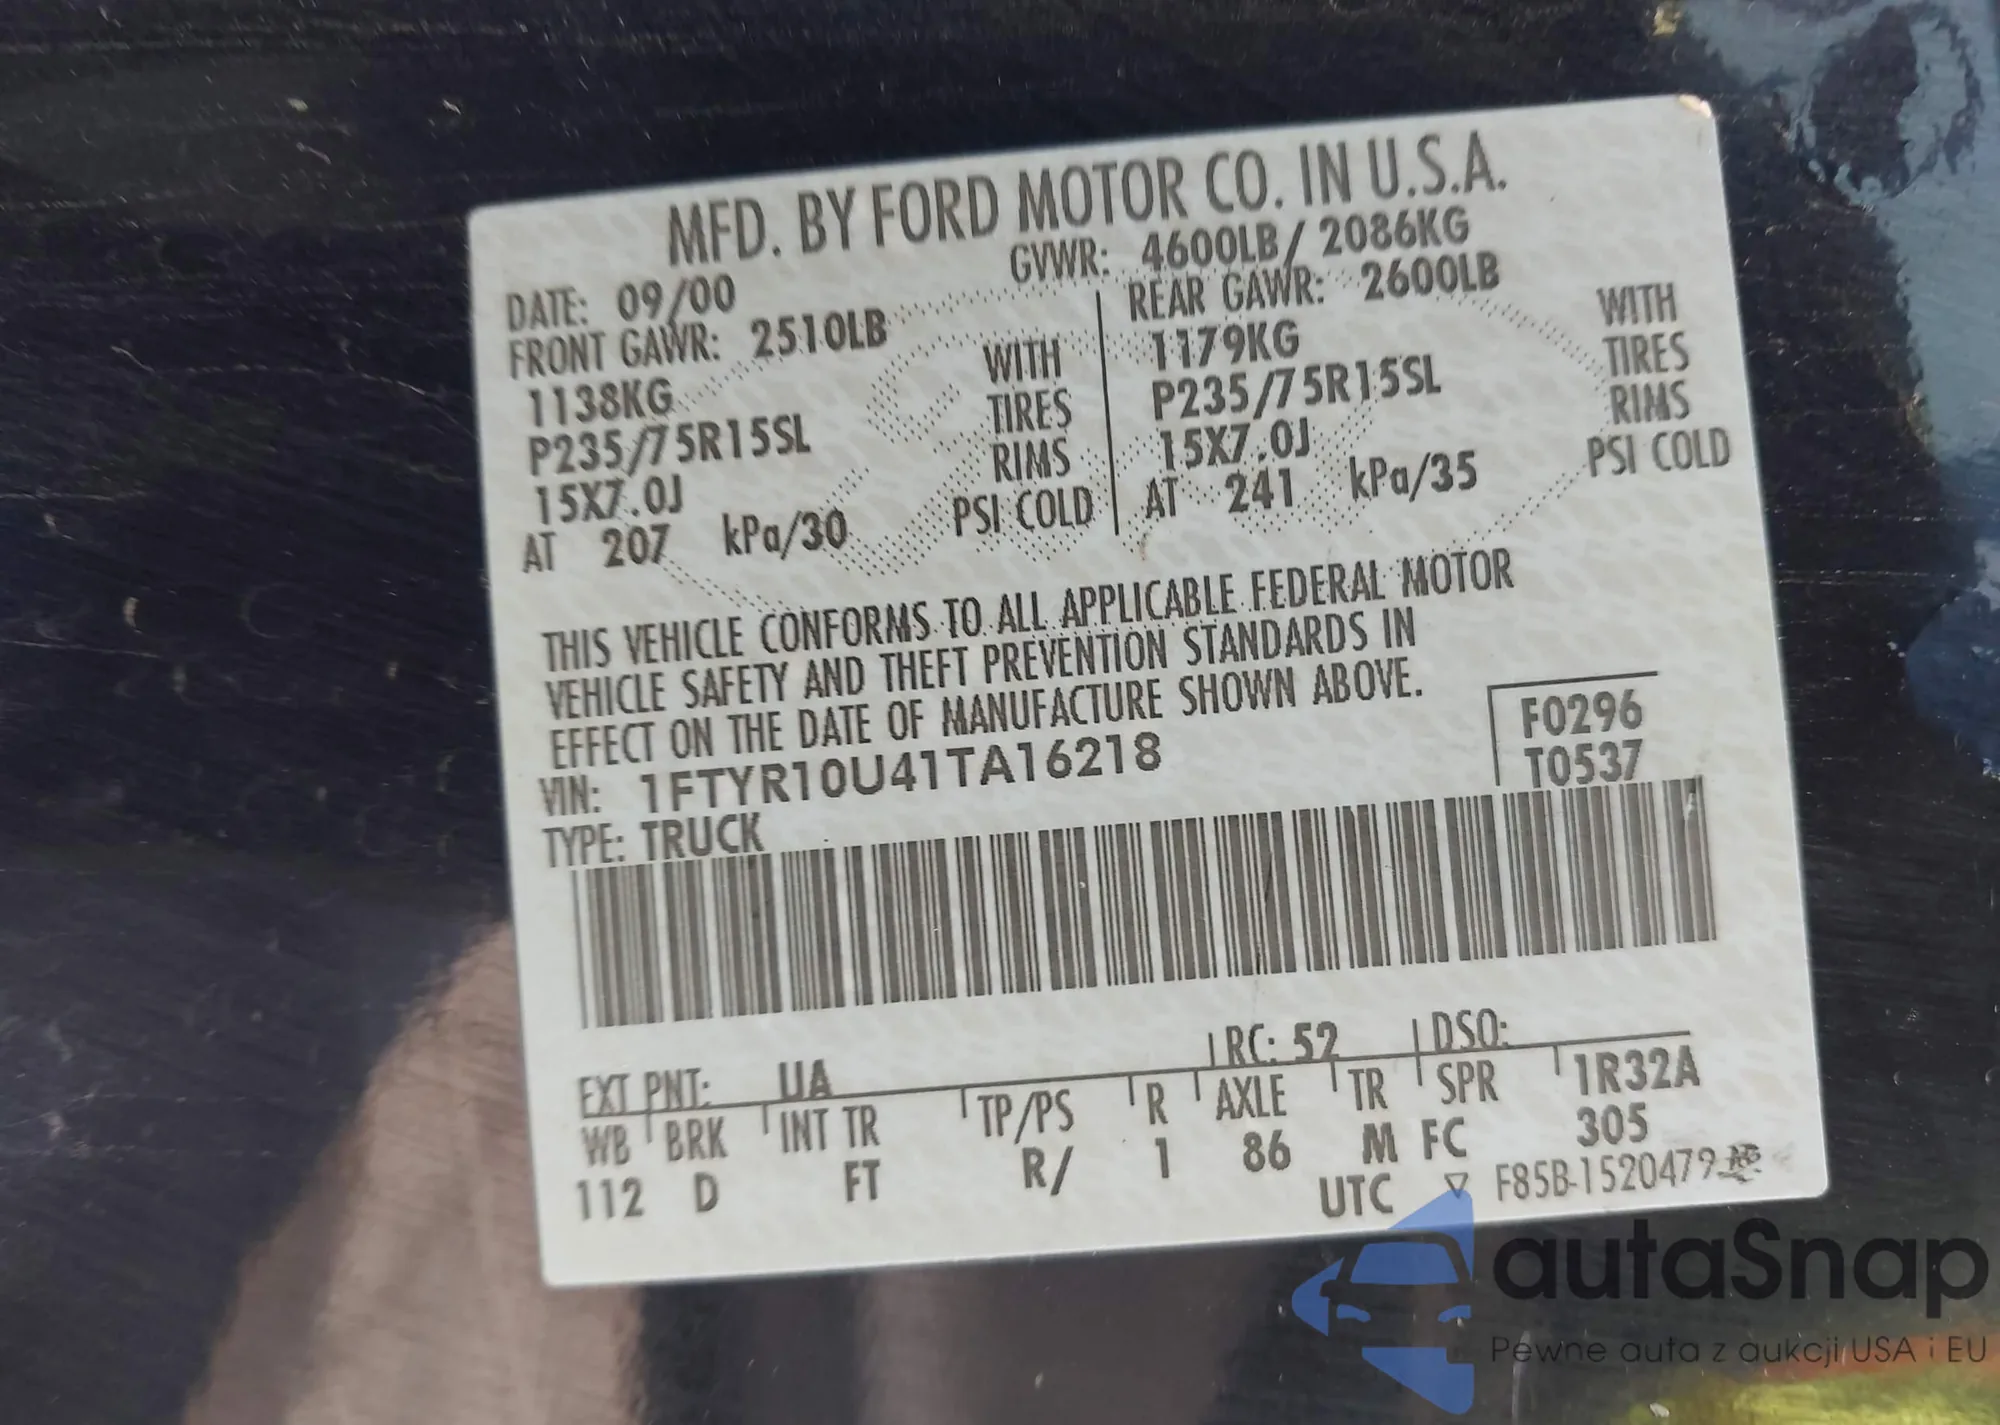 MFD. BY FORD MOTOR CO. IN U.S.A.
DATE: 09/00 GVWR: 4600LB/ 2086KG
FRONT GAWR: 2510LB REAR GAWR: 2600LB
1138KG WITH 1179KG WITH
P235/75R15SL TIRES P235/75R15SL TIRES
15X7.0J RIMS 15X7.0J RIMS
AT 207 kPa/30 PSI COLD AT 241 kPa/35 PSI COLD
THIS VEHICLE CONFORMS TO ALL APPLICABLE FEDERAL MOTOR
VEHICLE SAFETY AND THEFT PREVENTION STANDARDS IN
EFFECT ON THE DATE OF MANUFACTURE SHOWN ABOVE.
VIN: 1FTYR10U41TA16218
F0296
T0537
TYPE: TRUCK
EXT PNT: UA RC: 52 DSO:
WB BRK INT TR TP/PS R AXLE TR SPR 1R32A
112 D FT R/ 1 86 M FC 305
UTC ▽ F85B-1520479
autaSnap
Pewne auta z aukcji USA i EU